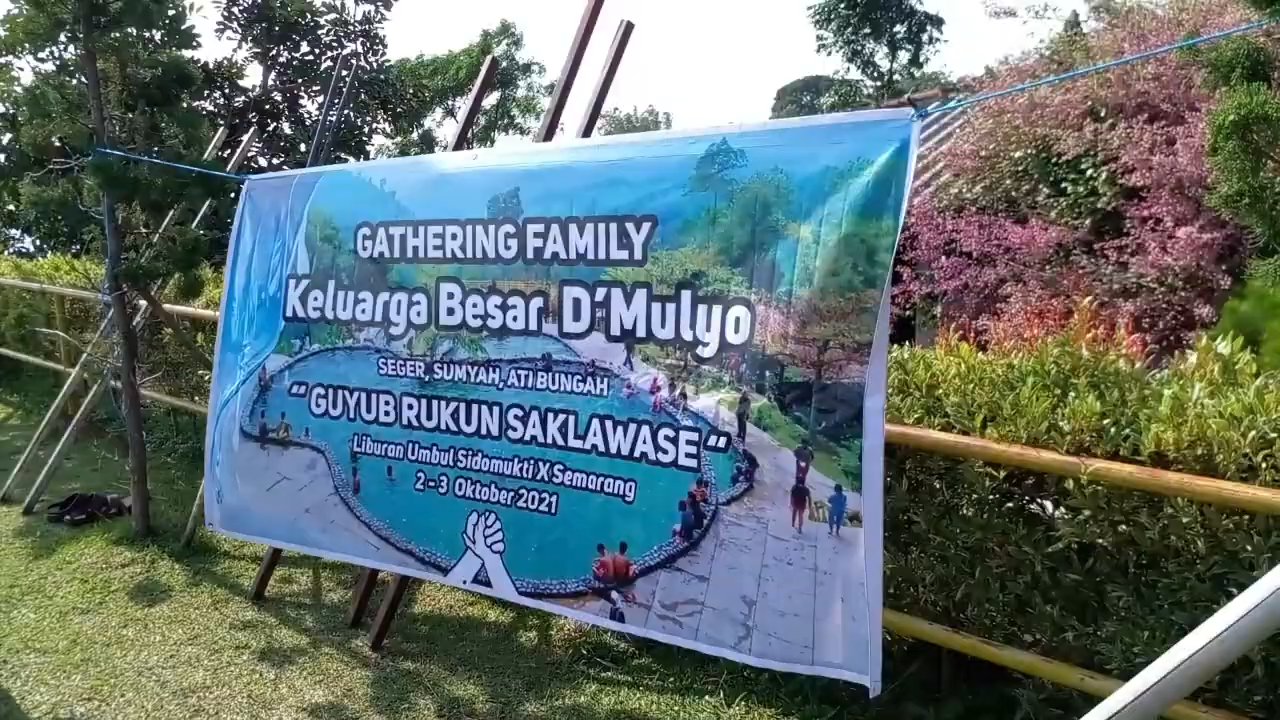 GATHERING FAMILY
Keluarga Besar D'Mulyo
SEGER, SUMYAH, ATI BUNGAH
“ GUYUB RUKUN SAKLAWASE “
Liburan Umbul Sidomukti X Semarang
2 - 3 Oktober 2021